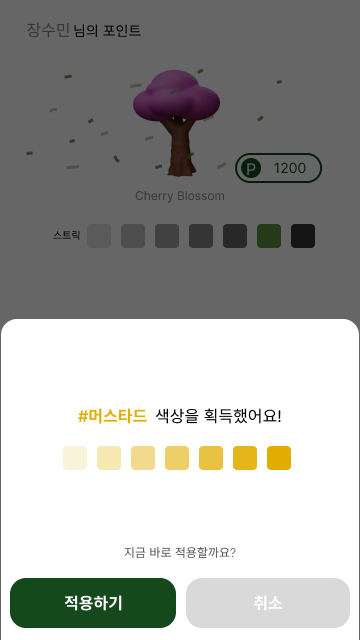 장수민 님의 포인트
P 1200
Cherry Blossom
스트릭
#머스타드 색상을 획득했어요!
지금 바로 적용할까요?
적용하기 취소